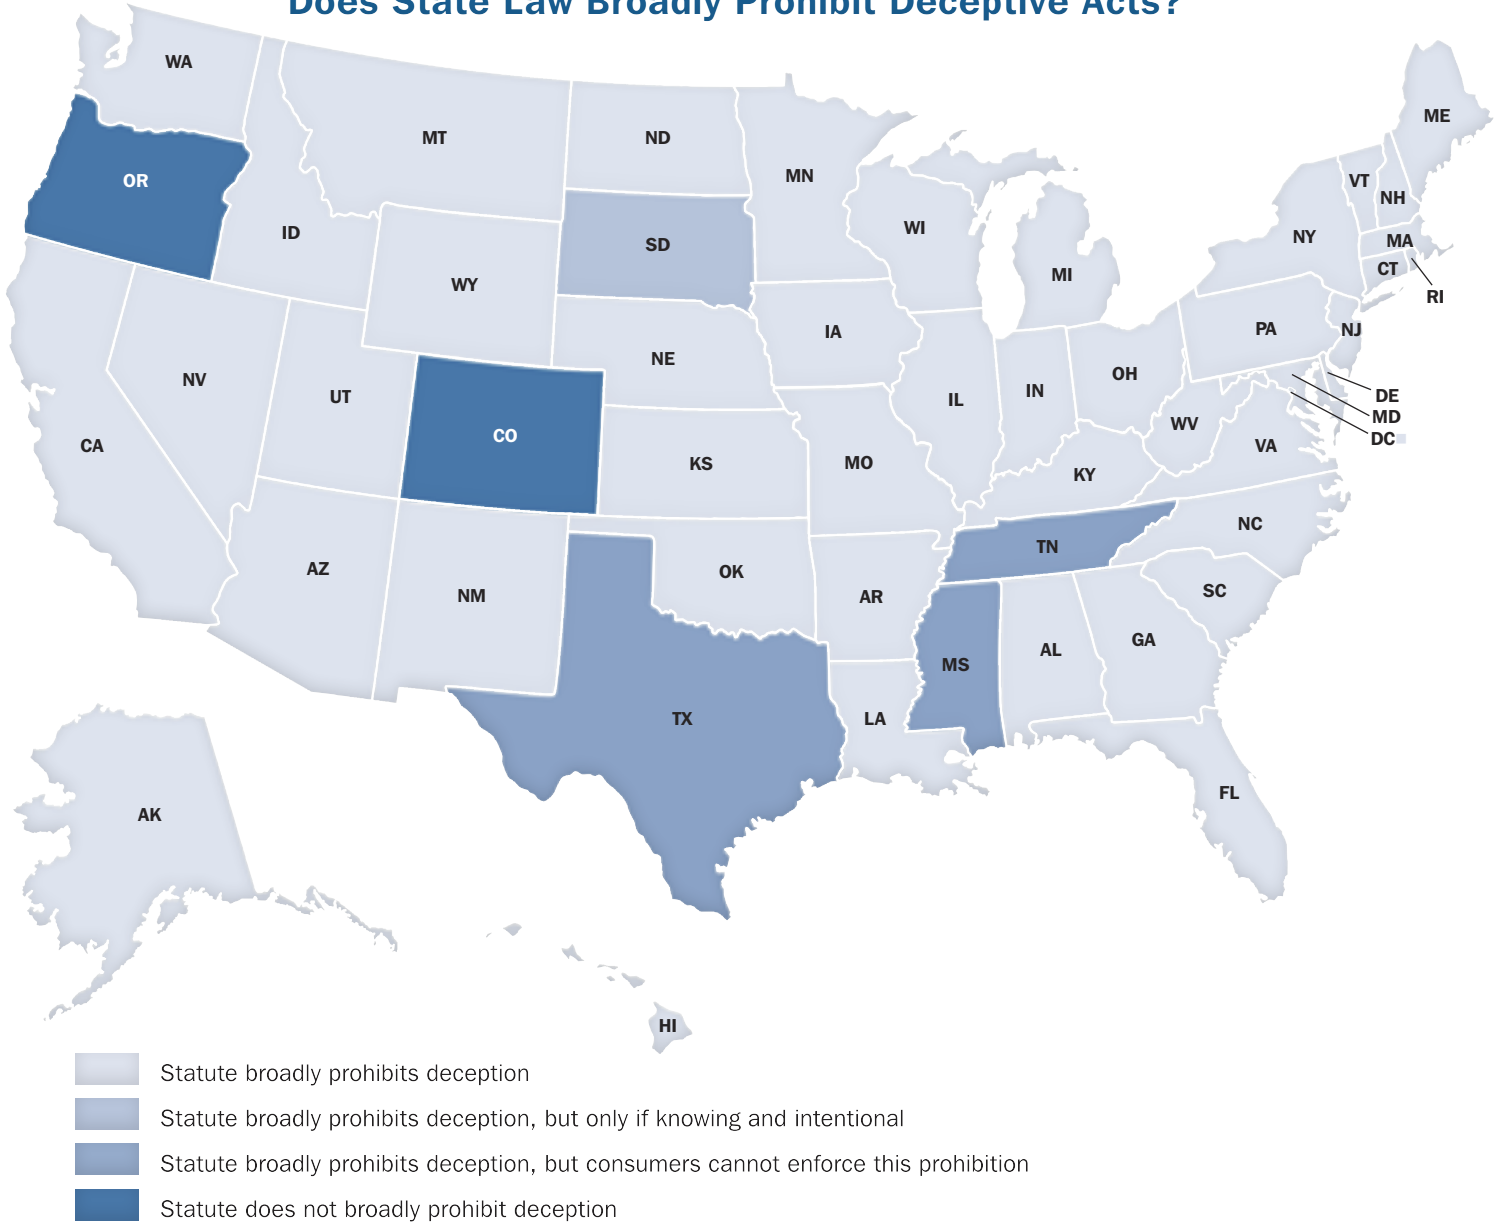 Does State Law Broadly Prohibit Deceptive Acts?
WA
ME
MT
ND
MN
OR
VT
NH
WI
NY
ID
MA
SD
CT
MI
WY
RI
PA
NJ
IA
NE
OH
NV
IN
DE
UT
IL
MD
WV
CO
DC
CA
VA
KS
MO
KY
NC
TN
AZ
OK
SC
NM
AR
GA
AL
MS
TX
LA
FL
AK
HI
Statute broadly prohibits deception
Statute broadly prohibits deception, but only if knowing and intentional
Statute broadly prohibits deception, but consumers cannot enforce this prohibition
Statute does not broadly prohibit deception